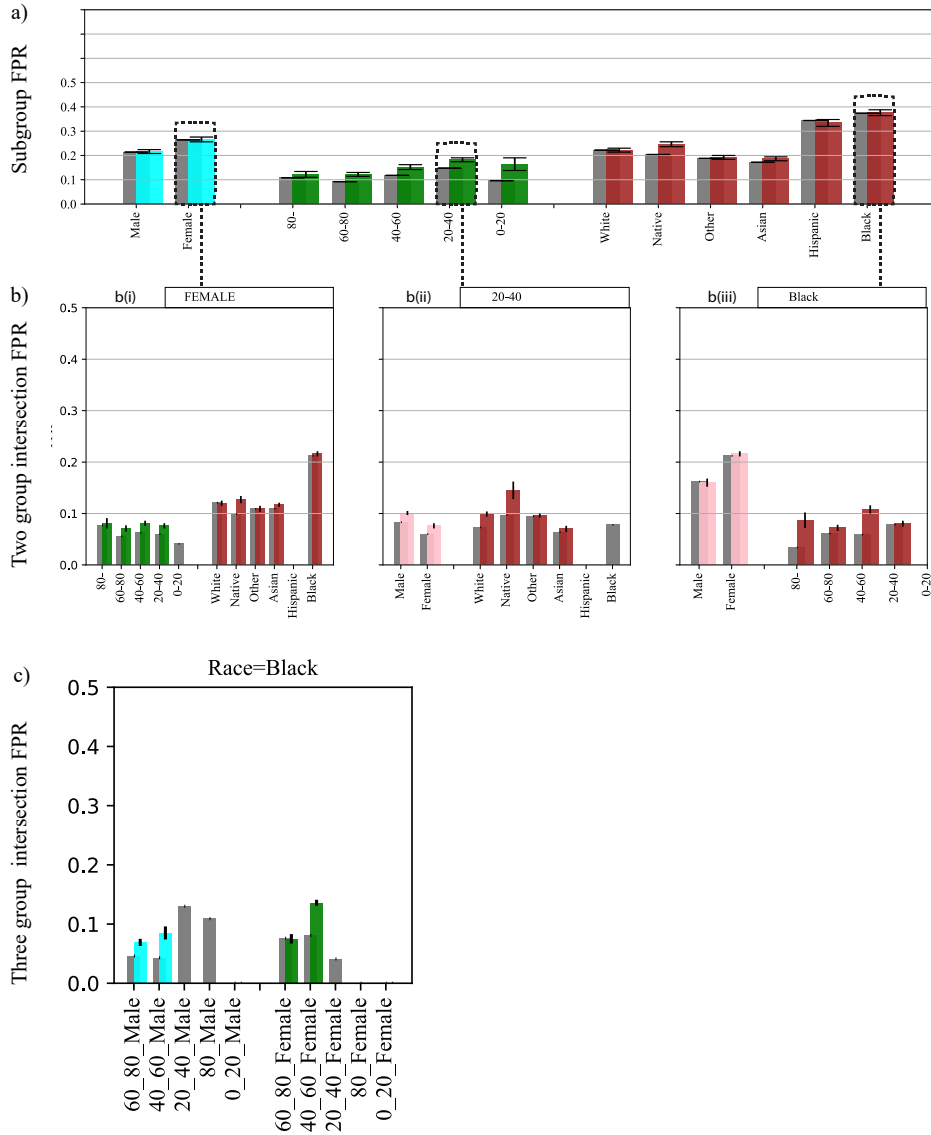 a)
Subgroup FPR
0.5
0.4
0.3
0.2
0.1
0.0
Male
Female
80-
60-80
40-60
20-40
0-20
White
Native
Other
Asian
Hispanic
Black
b)
Two group intersection FPR
b(i)
FEMALE
0.5
0.4
0.3
0.2
0.1
0.0
80-
60-80
40-60
20-40
0-20
White
Native
Other
Asian
Hispanic
Black
b(ii)
20-40
Male
Female
White
Native
Other
Asian
Hispanic
Black
b(iii)
Black
Male
Female
80-
60-80
40-60
20-40
0-20
c)
Three group intersection FPR
Race=Black
0.5
0.4
0.3
0.2
0.1
0.0
60_80_Male
40_60_Male
20_40_Male
80_Male
0_20_Male
60_80_Female
40_60_Female
20_40_Female
80_Female
0_20_Female